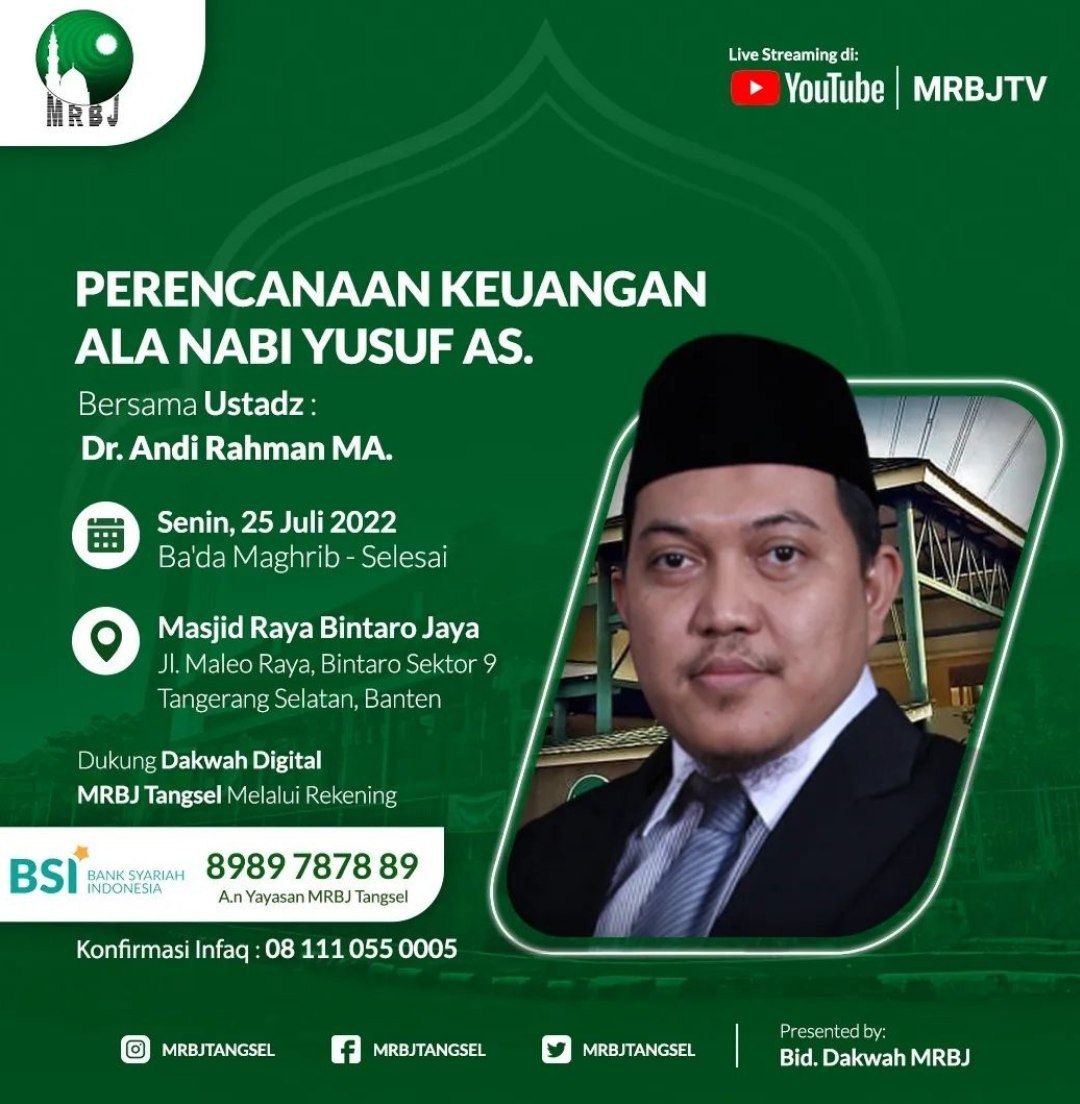 MRBJ
Live Streaming di:
YouTube | MRBJTV
PERENCANAAN KEUANGAN
ALA NABI YUSUF AS.
Bersama Ustadz :
Dr. Andi Rahman MA.
Senin, 25 Juli 2022
Ba'da Maghrib - Selesai
Masjid Raya Bintaro Jaya
Jl. Maleo Raya, Bintaro Sektor 9
Tangerang Selatan, Banten
Dukung Dakwah Digital
MRBJ Tangsel Melalui Rekening
BSI BANK SYARIAH
INDONESIA
8989 7878 89
A.n Yayasan MRBJ Tangsel
Konfirmasi Infaq : 08 111 055 0005
MRBJTANGSEL
MRBJTANGSEL
MRBJTANGSEL
Presented by:
Bid. Dakwah MRBJ